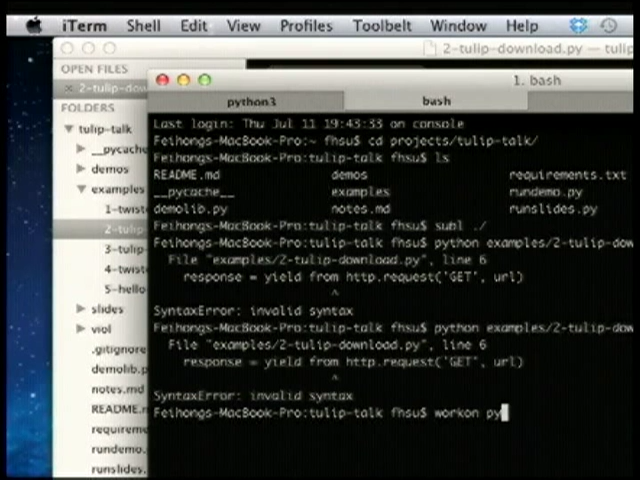 iTerm Shell Edit View Profiles Toolbelt Window Help
2-tulip-download.py — tulip
OPEN FILES
2-tulip-dow
FOLDERS
tulip-talk
__pycache
demos
examples
1-twist
2-tulip
3-tulip
4-twist
5-hello
slides
viol
.gitignore
demolib.p
notes.md
README.m
requireme
rundemo.
runslides.
1. bash
python3 bash
Last login: Thu Jul 11 19:43:33 on console
Feihongs-MacBook-Pro:~ fhsu$ cd projects/tulip-talk/
Feihongs-MacBook-Pro:tulip-talk fhsu$ ls
README.md demos requirements.txt
__pycache__ examples rundemo.py
demolib.py notes.md runslides.py
Feihongs-MacBook-Pro:tulip-talk fhsu$ subl ./
Feihongs-MacBook-Pro:tulip-talk fhsu$ python examples/2-tulip-dow
File "examples/2-tulip-download.py", line 6
response = yield from http.request('GET', url)
^
SyntaxError: invalid syntax
Feihongs-MacBook-Pro:tulip-talk fhsu$ python examples/2-tulip-dow
File "examples/2-tulip-download.py", line 6
response = yield from http.request('GET', url)
^
SyntaxError: invalid syntax
Feihongs-MacBook-Pro:tulip-talk fhsu$ workon py